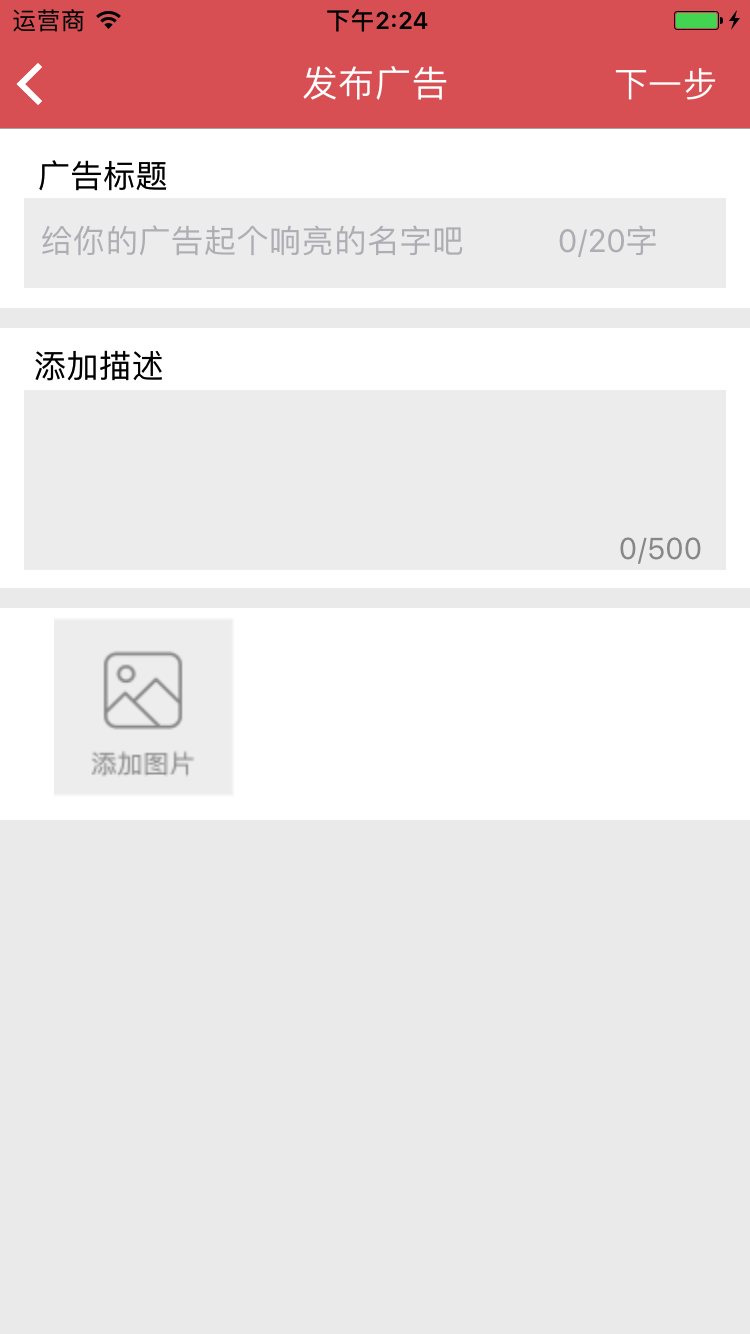 运营商 下午2:24
发布广告 下一步
广告标题
给你的广告起个响亮的名字吧 0/20字
添加描述
0/500
添加图片